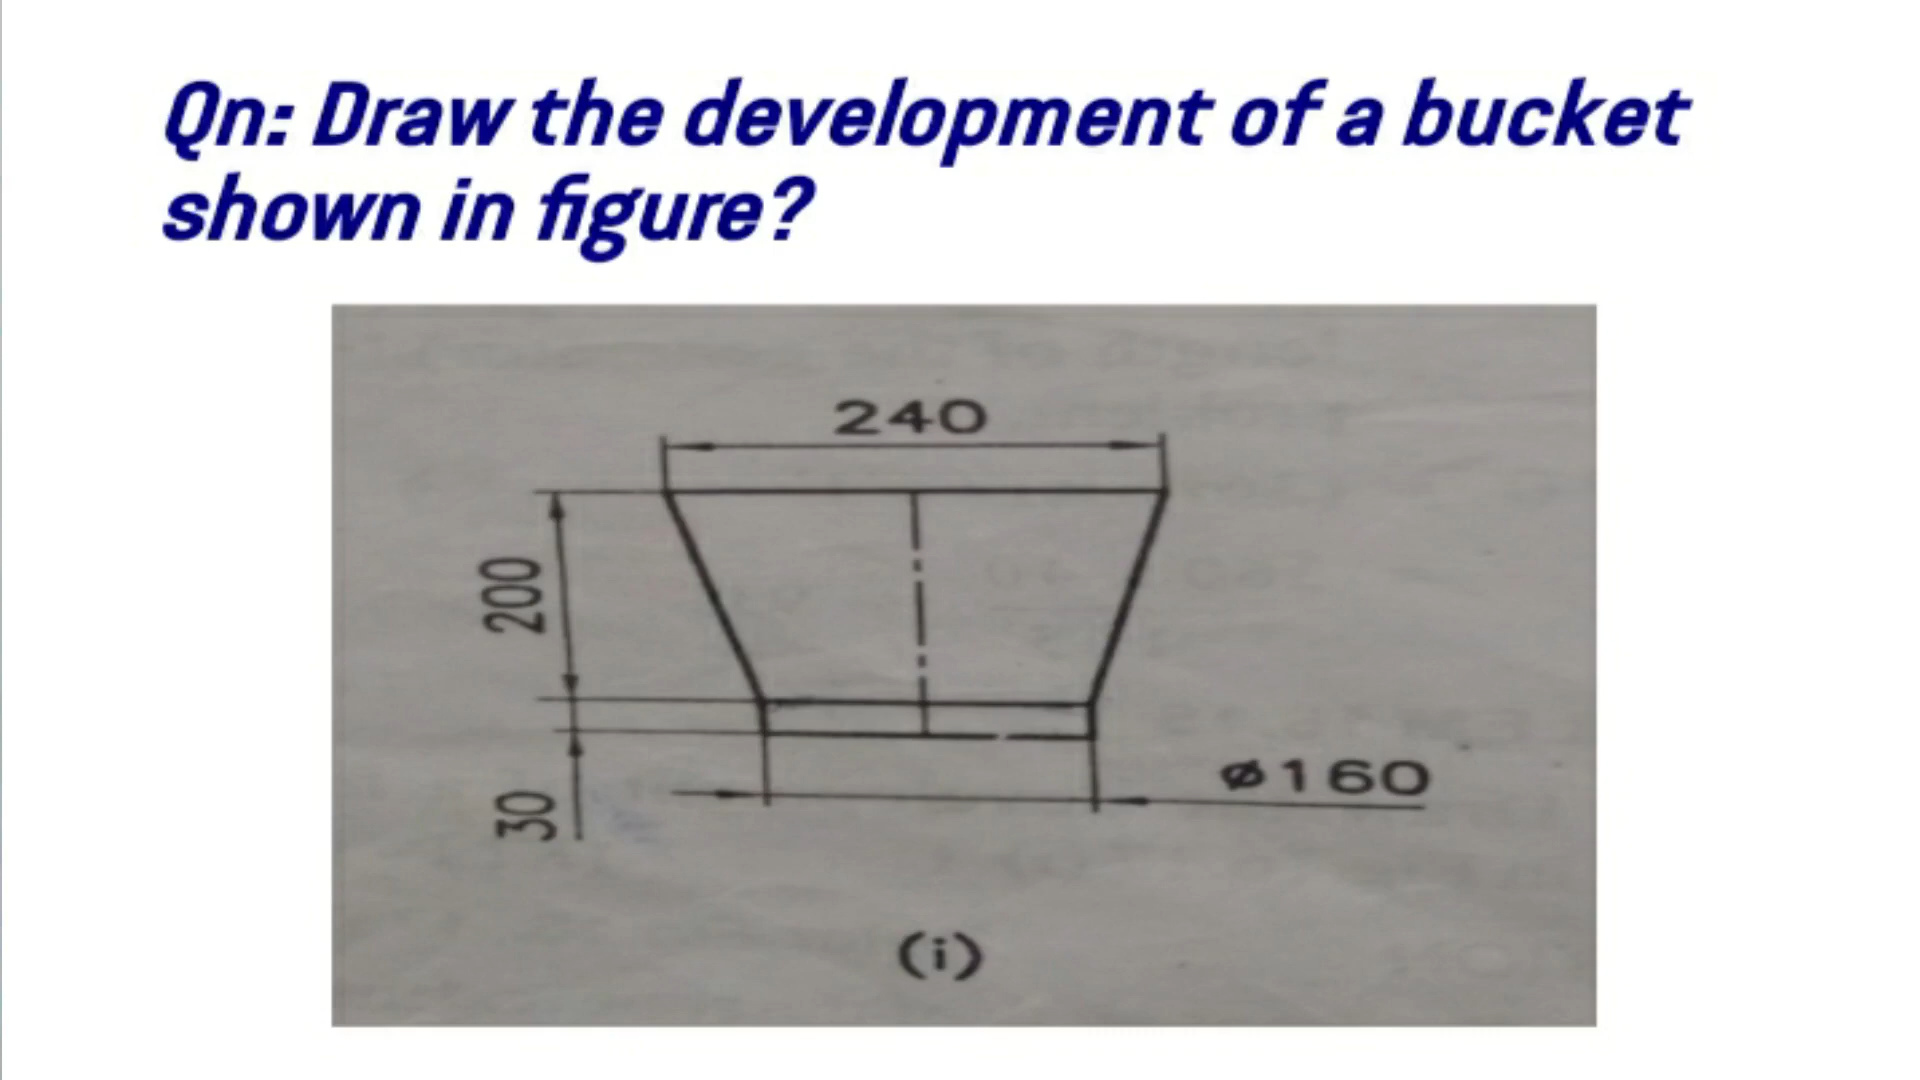 Qn: Draw the development of a bucket
shown in figure?
240
200
30
ø160
(i)